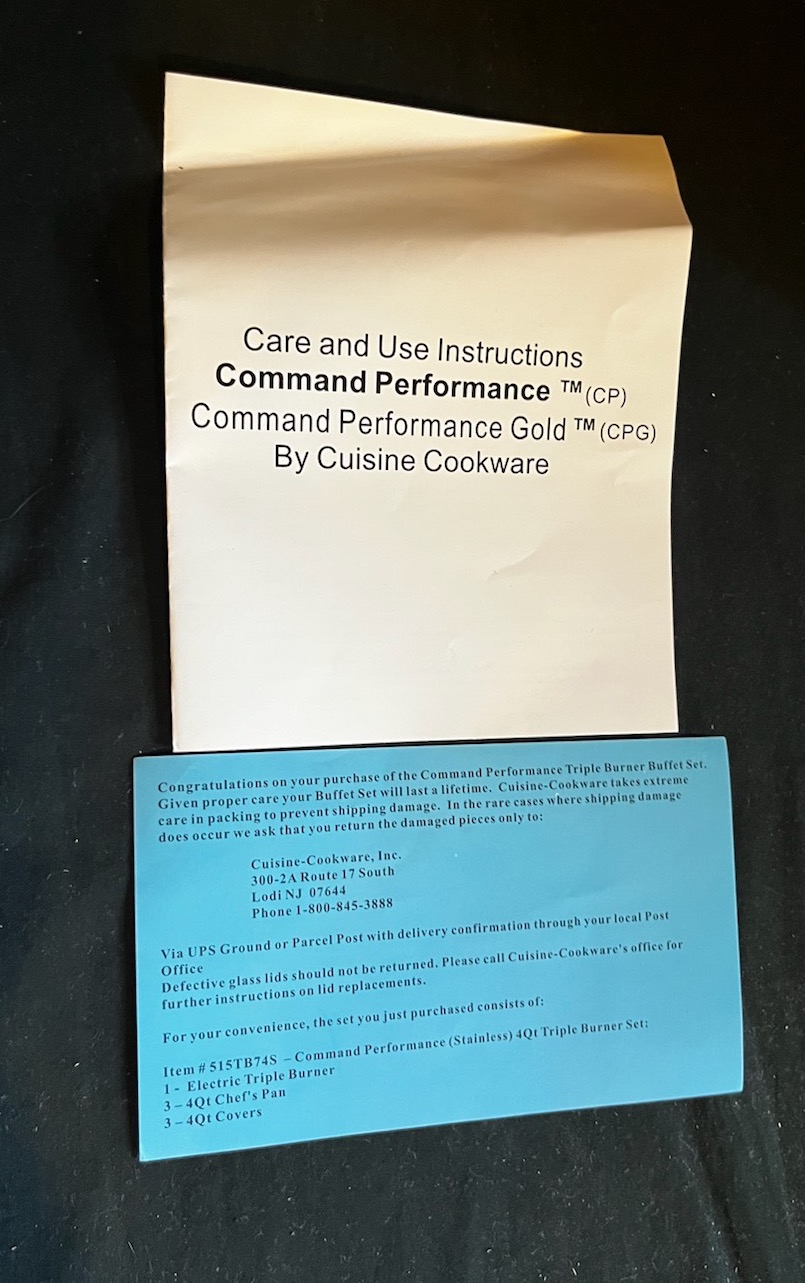 Care and Use Instructions
Command Performance ™(CP)
Command Performance Gold ™(CPG)
By Cuisine Cookware
Congratulations on your purchase of the Command Performance Triple Burner Buffet Set.
Given proper care your Buffet Set will last a lifetime. Cuisine-Cookware takes extreme
care in packing to prevent shipping damage. In the rare cases where shipping damage
does occur we ask that you return the damaged pieces only to:
Cuisine-Cookware, Inc.
300-2A Route 17 South
Lodi NJ 07644
Phone 1-800-845-3888
Via UPS Ground or Parcel Post with delivery confirmation through your local Post
Office
Defective glass lids should not be returned. Please call Cuisine-Cookware's office for
further instructions on lid replacements.
For your convenience, the set you just purchased consists of:
Item # 515TB74S – Command Performance (Stainless) 4Qt Triple Burner Set:
1 - Electric Triple Burner
3 – 4Qt Chef's Pan
3 – 4Qt Covers